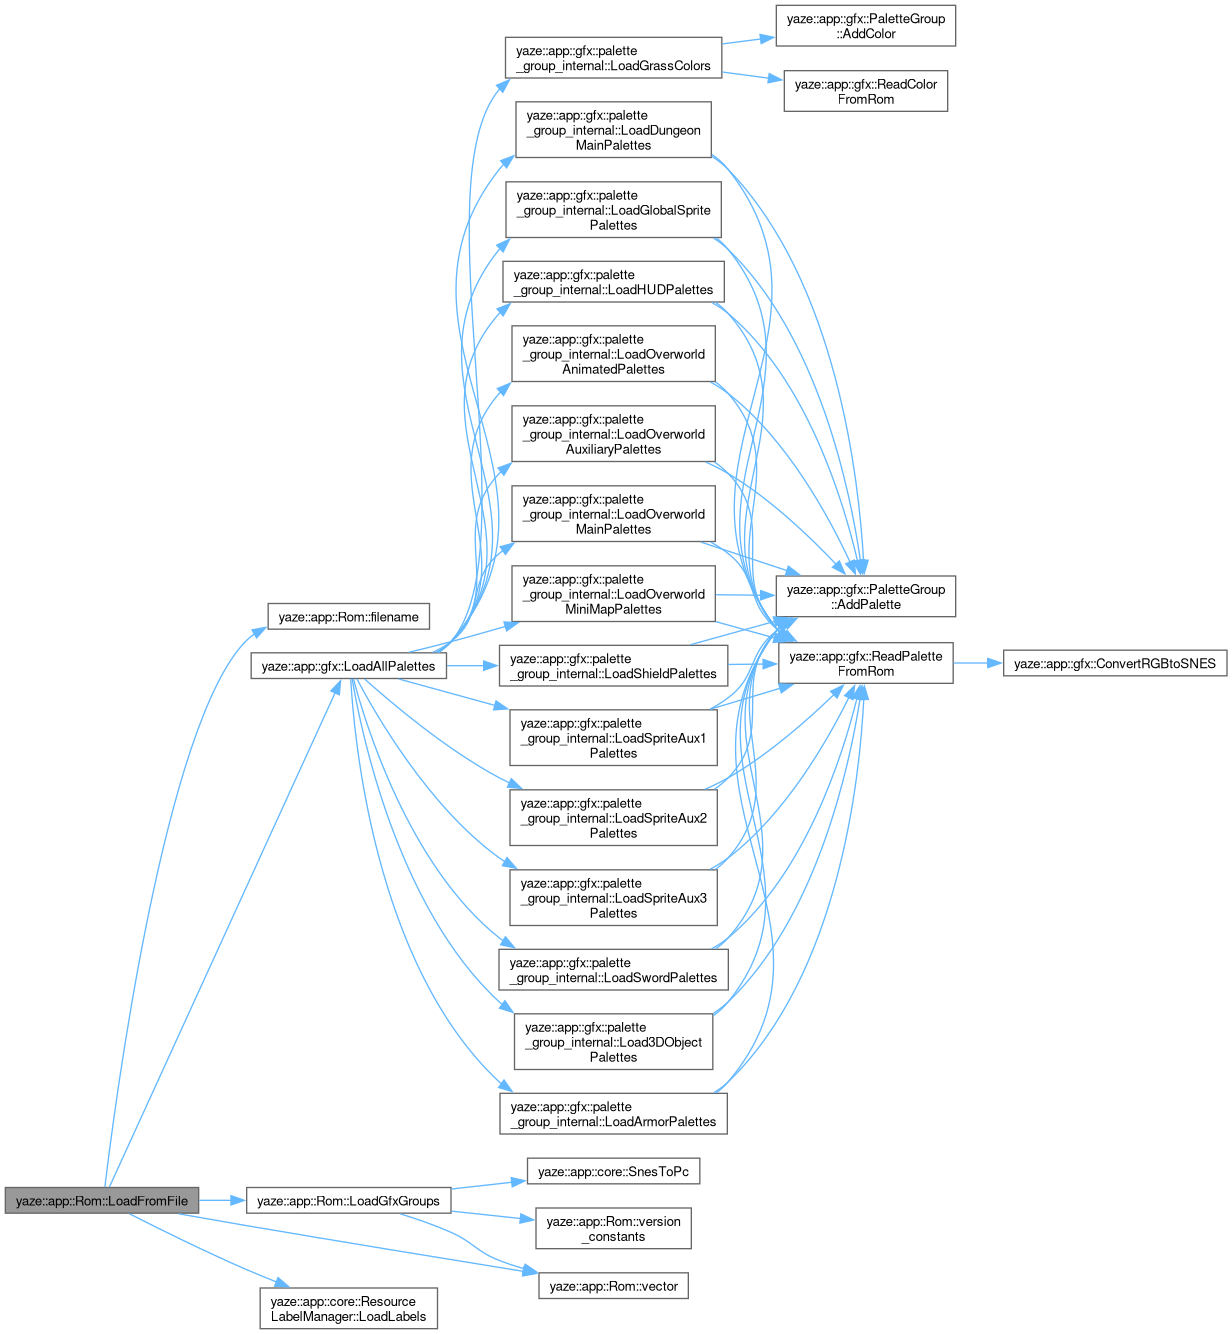 yaze::app::gfx::PaletteGroup
::AddColor
yaze::app::gfx::palette
_group_internal::LoadGrassColors
yaze::app::gfx::ReadColor
FromRom
yaze::app::gfx::palette
_group_internal::LoadDungeon
MainPalettes
yaze::app::gfx::palette
_group_internal::LoadGlobalSprite
Palettes
yaze::app::gfx::palette
_group_internal::LoadHUDPalettes
yaze::app::gfx::palette
_group_internal::LoadOverworld
AnimatedPalettes
yaze::app::gfx::palette
_group_internal::LoadOverworld
AuxiliaryPalettes
yaze::app::gfx::palette
_group_internal::LoadOverworld
MainPalettes
yaze::app::gfx::palette
_group_internal::LoadOverworld
MiniMapPalettes
yaze::app::gfx::PaletteGroup
::AddPalette
yaze::app::Rom::filename
yaze::app::gfx::LoadAllPalettes
yaze::app::gfx::palette
_group_internal::LoadShieldPalettes
yaze::app::gfx::ReadPalette
FromRom
yaze::app::gfx::ConvertRGBtoSNES
yaze::app::gfx::palette
_group_internal::LoadSpriteAux1
Palettes
yaze::app::gfx::palette
_group_internal::LoadSpriteAux2
Palettes
yaze::app::gfx::palette
_group_internal::LoadSpriteAux3
Palettes
yaze::app::gfx::palette
_group_internal::LoadSwordPalettes
yaze::app::gfx::palette
_group_internal::Load3DObject
Palettes
yaze::app::gfx::palette
_group_internal::LoadArmorPalettes
yaze::app::core::SnesToPc
yaze::app::Rom::LoadFromFile
yaze::app::Rom::LoadGfxGroups
yaze::app::Rom::version
_constants
yaze::app::Rom::vector
yaze::app::core::Resource
LabelManager::LoadLabels